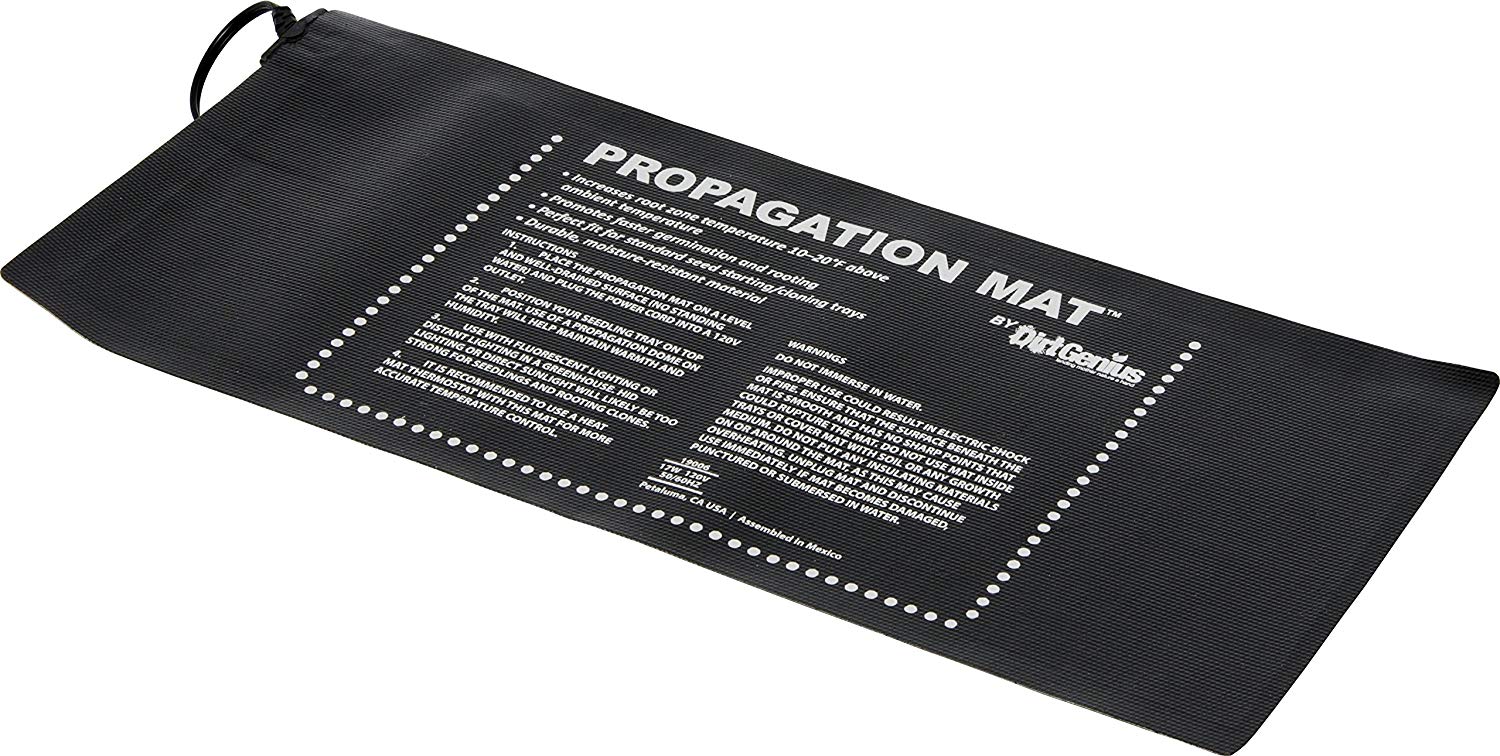 PROPAGATION MAT™
BY DirtGenius
• Increases root zone temperature 10–20°F above
ambient temperature
• Promotes faster germination and rooting
• Perfect fit for standard seed starting/cloning trays
• Durable, moisture-resistant material
INSTRUCTIONS
1. PLACE THE PROPAGATION MAT ON A LEVEL
AND WELL-DRAINED SURFACE (NO STANDING
WATER) AND PLUG THE POWER CORD INTO A 120V
OUTLET.
2. POSITION YOUR SEEDLING TRAY ON TOP
OF THE MAT. USE OF A PROPAGATION DOME ON
THE TRAY WILL HELP MAINTAIN WARMTH AND
HUMIDITY.
3. USE WITH FLUORESCENT LIGHTING OR
DISTANT LIGHTING IN A GREENHOUSE. HID
LIGHTING OR DIRECT SUNLIGHT WILL LIKELY BE TOO
STRONG FOR SEEDLINGS AND ROOTING CLONES.
4. IT IS RECOMMENDED TO USE A HEAT
MAT THERMOSTAT WITH THIS MAT FOR MORE
ACCURATE TEMPERATURE CONTROL.
WARNINGS
DO NOT IMMERSE IN WATER.
IMPROPER USE COULD RESULT IN ELECTRIC SHOCK
OR FIRE. ENSURE THAT THE SURFACE BENEATH THE
MAT IS SMOOTH AND HAS NO SHARP POINTS THAT
COULD RUPTURE THE MAT. DO NOT USE MAT INSIDE
TRAYS OR COVER MAT WITH SOIL OR ANY GROWTH
MEDIUM. DO NOT PUT ANY INSULATING MATERIALS
ON OR AROUND THE MAT, AS THIS MAY CAUSE
OVERHEATING. UNPLUG MAT AND DISCONTINUE
USE IMMEDIATELY IF MAT BECOMES DAMAGED,
PUNCTURED OR SUBMERSED IN WATER.
19006
17W 120V
50/60HZ
Petaluma, CA USA | Assembled in Mexico